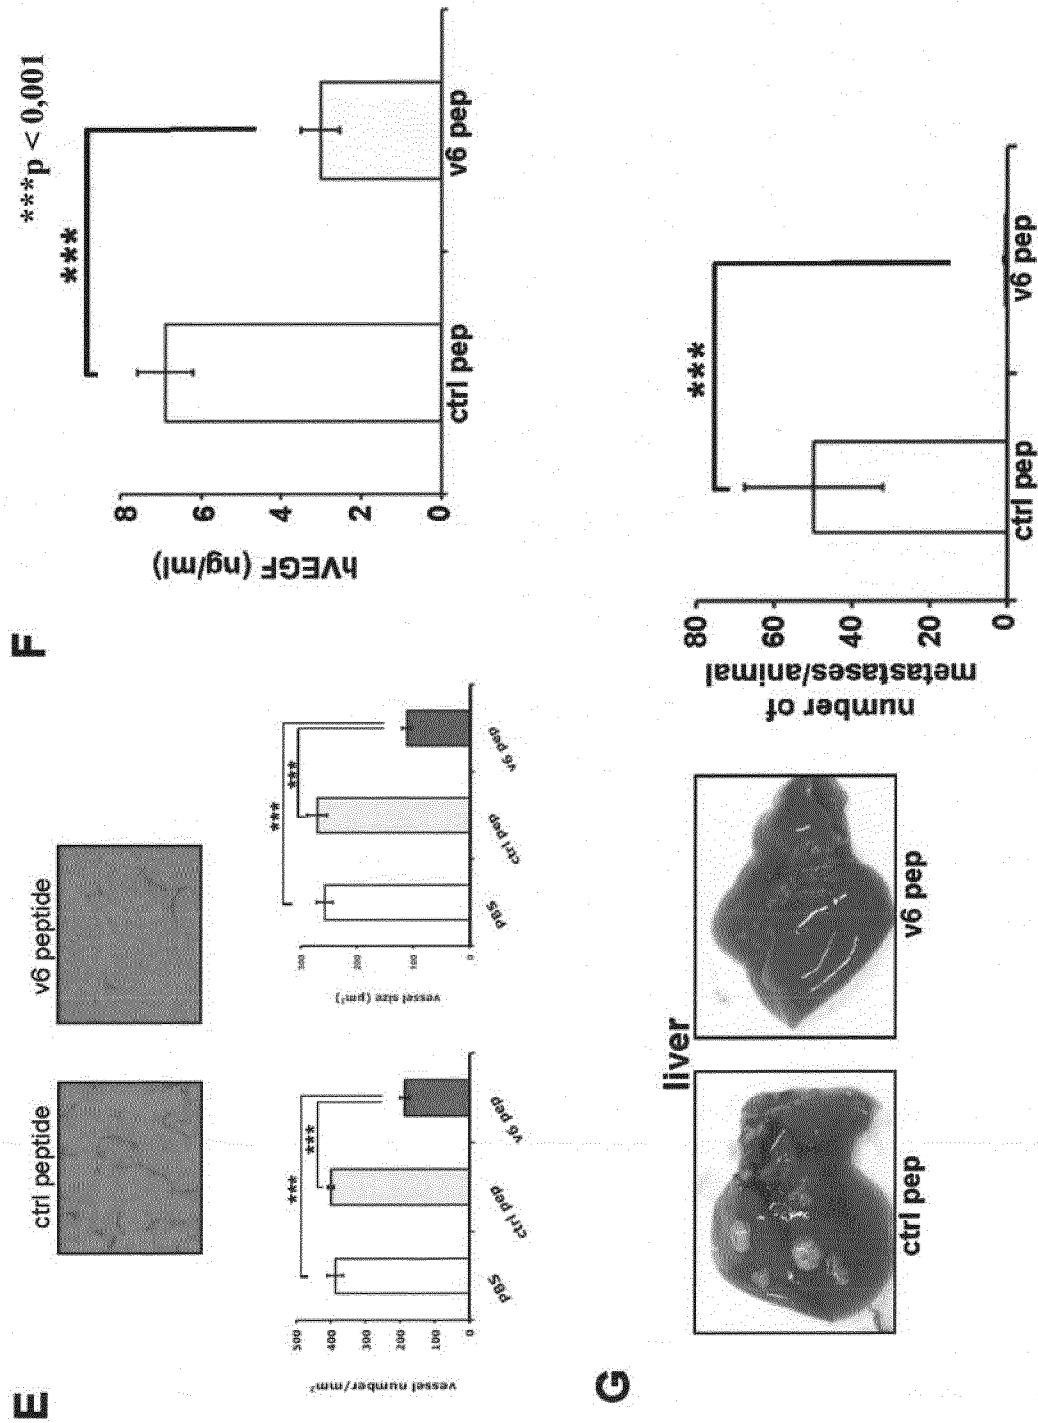 E
ctrl peptide
v6 peptide
vessel number/mm²
500
400
300
200
100
0
***
***
PBS
ctrl pep
v6 pep
vessel size (µm²)
300
200
100
0
***
***
PBS
ctrl pep
v6 pep
F
***p < 0,001
hVEGF (ng/ml)
8
6
4
2
0
***
ctrl pep
v6 pep
G
liver
ctrl pep
v6 pep
number of
metastases/animal
80
60
40
20
0
***
ctrl pep
v6 pep